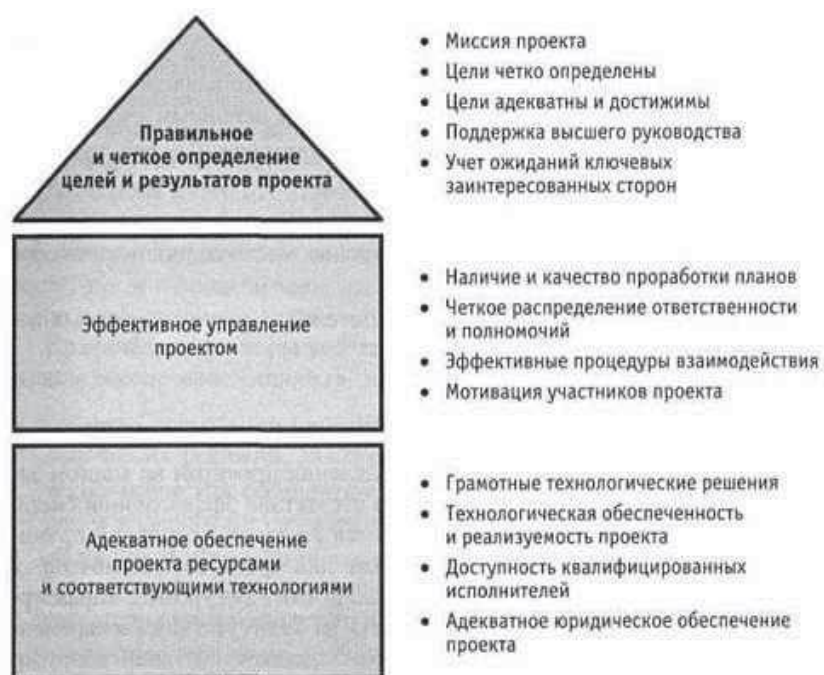 Правильное
и четкое определение
целей и результатов проекта
• Миссия проекта
• Цели четко определены
• Цели адекватны и достижимы
• Поддержка высшего руководства
• Учет ожиданий ключевых
заинтересованных сторон
Эффективное управление
проектом
• Наличие и качество проработки планов
• Четкое распределение ответственности
и полномочий
• Эффективные процедуры взаимодействия
• Мотивация участников проекта
Адекватное обеспечение
проекта ресурсами
и соответствующими технологиями
• Грамотные технологические решения
• Технологическая обеспеченность
и реализуемость проекта
• Доступность квалифицированных
исполнителей
• Адекватное юридическое обеспечение
проекта